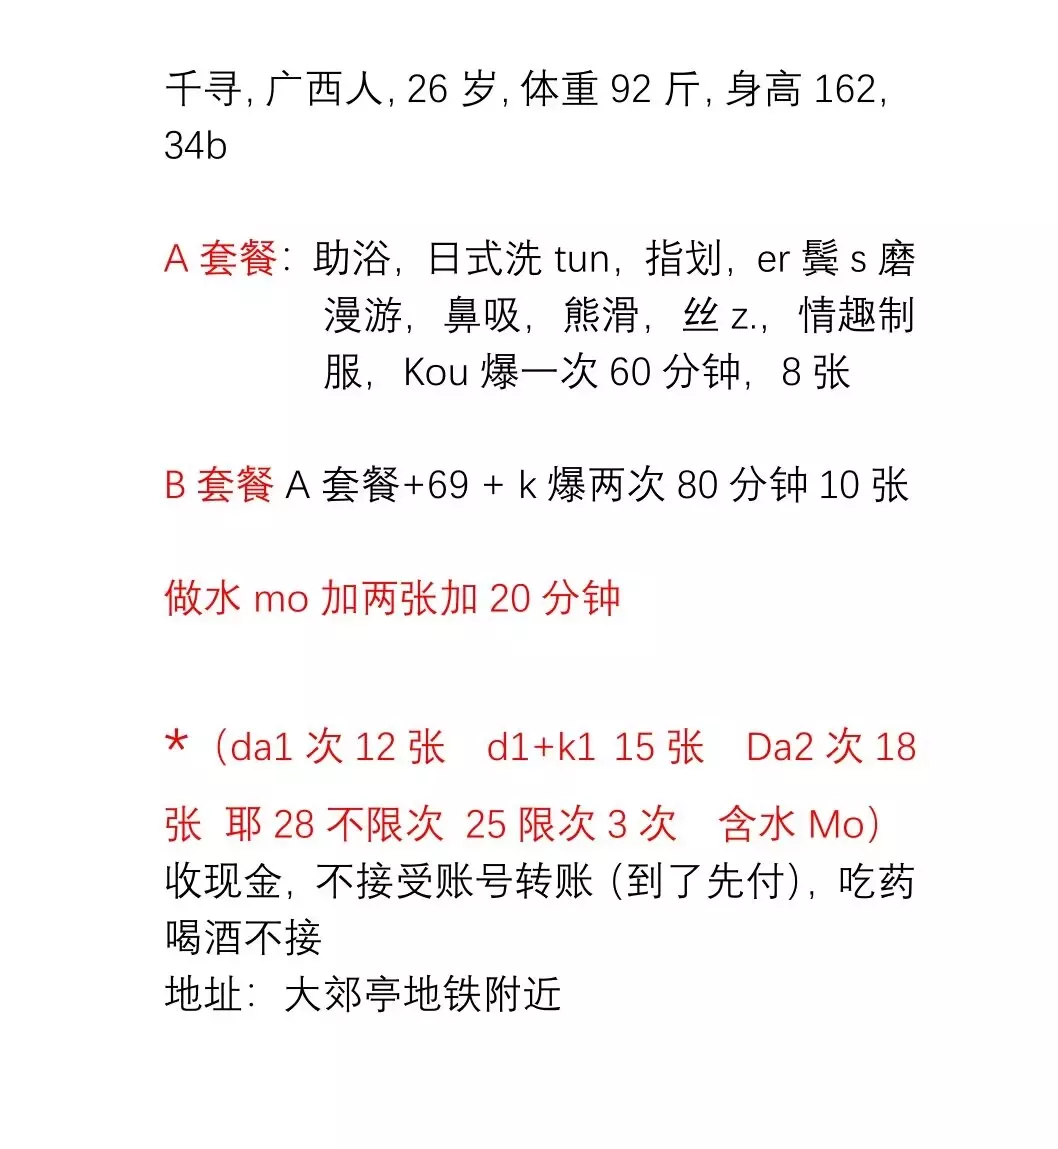 千寻, 广西人, 26 岁, 体重 92 斤, 身高 162,
34b
A 套餐：助浴，日式洗 tun，指划，er 鬓 s 磨
漫游，鼻吸，熊滑，丝 z.，情趣制
服，Kou 爆一次 60 分钟，8 张
B 套餐 A 套餐+69 + k 爆两次 80 分钟 10 张
做水 mo 加两张加 20 分钟
*（da1 次 12 张 d1+k1 15 张 Da2 次 18
张 耶 28 不限次 25 限次 3 次 含水 Mo）
收现金，不接受账号转账 (到了先付)，吃药
喝酒不接
地址：大郊亭地铁附近